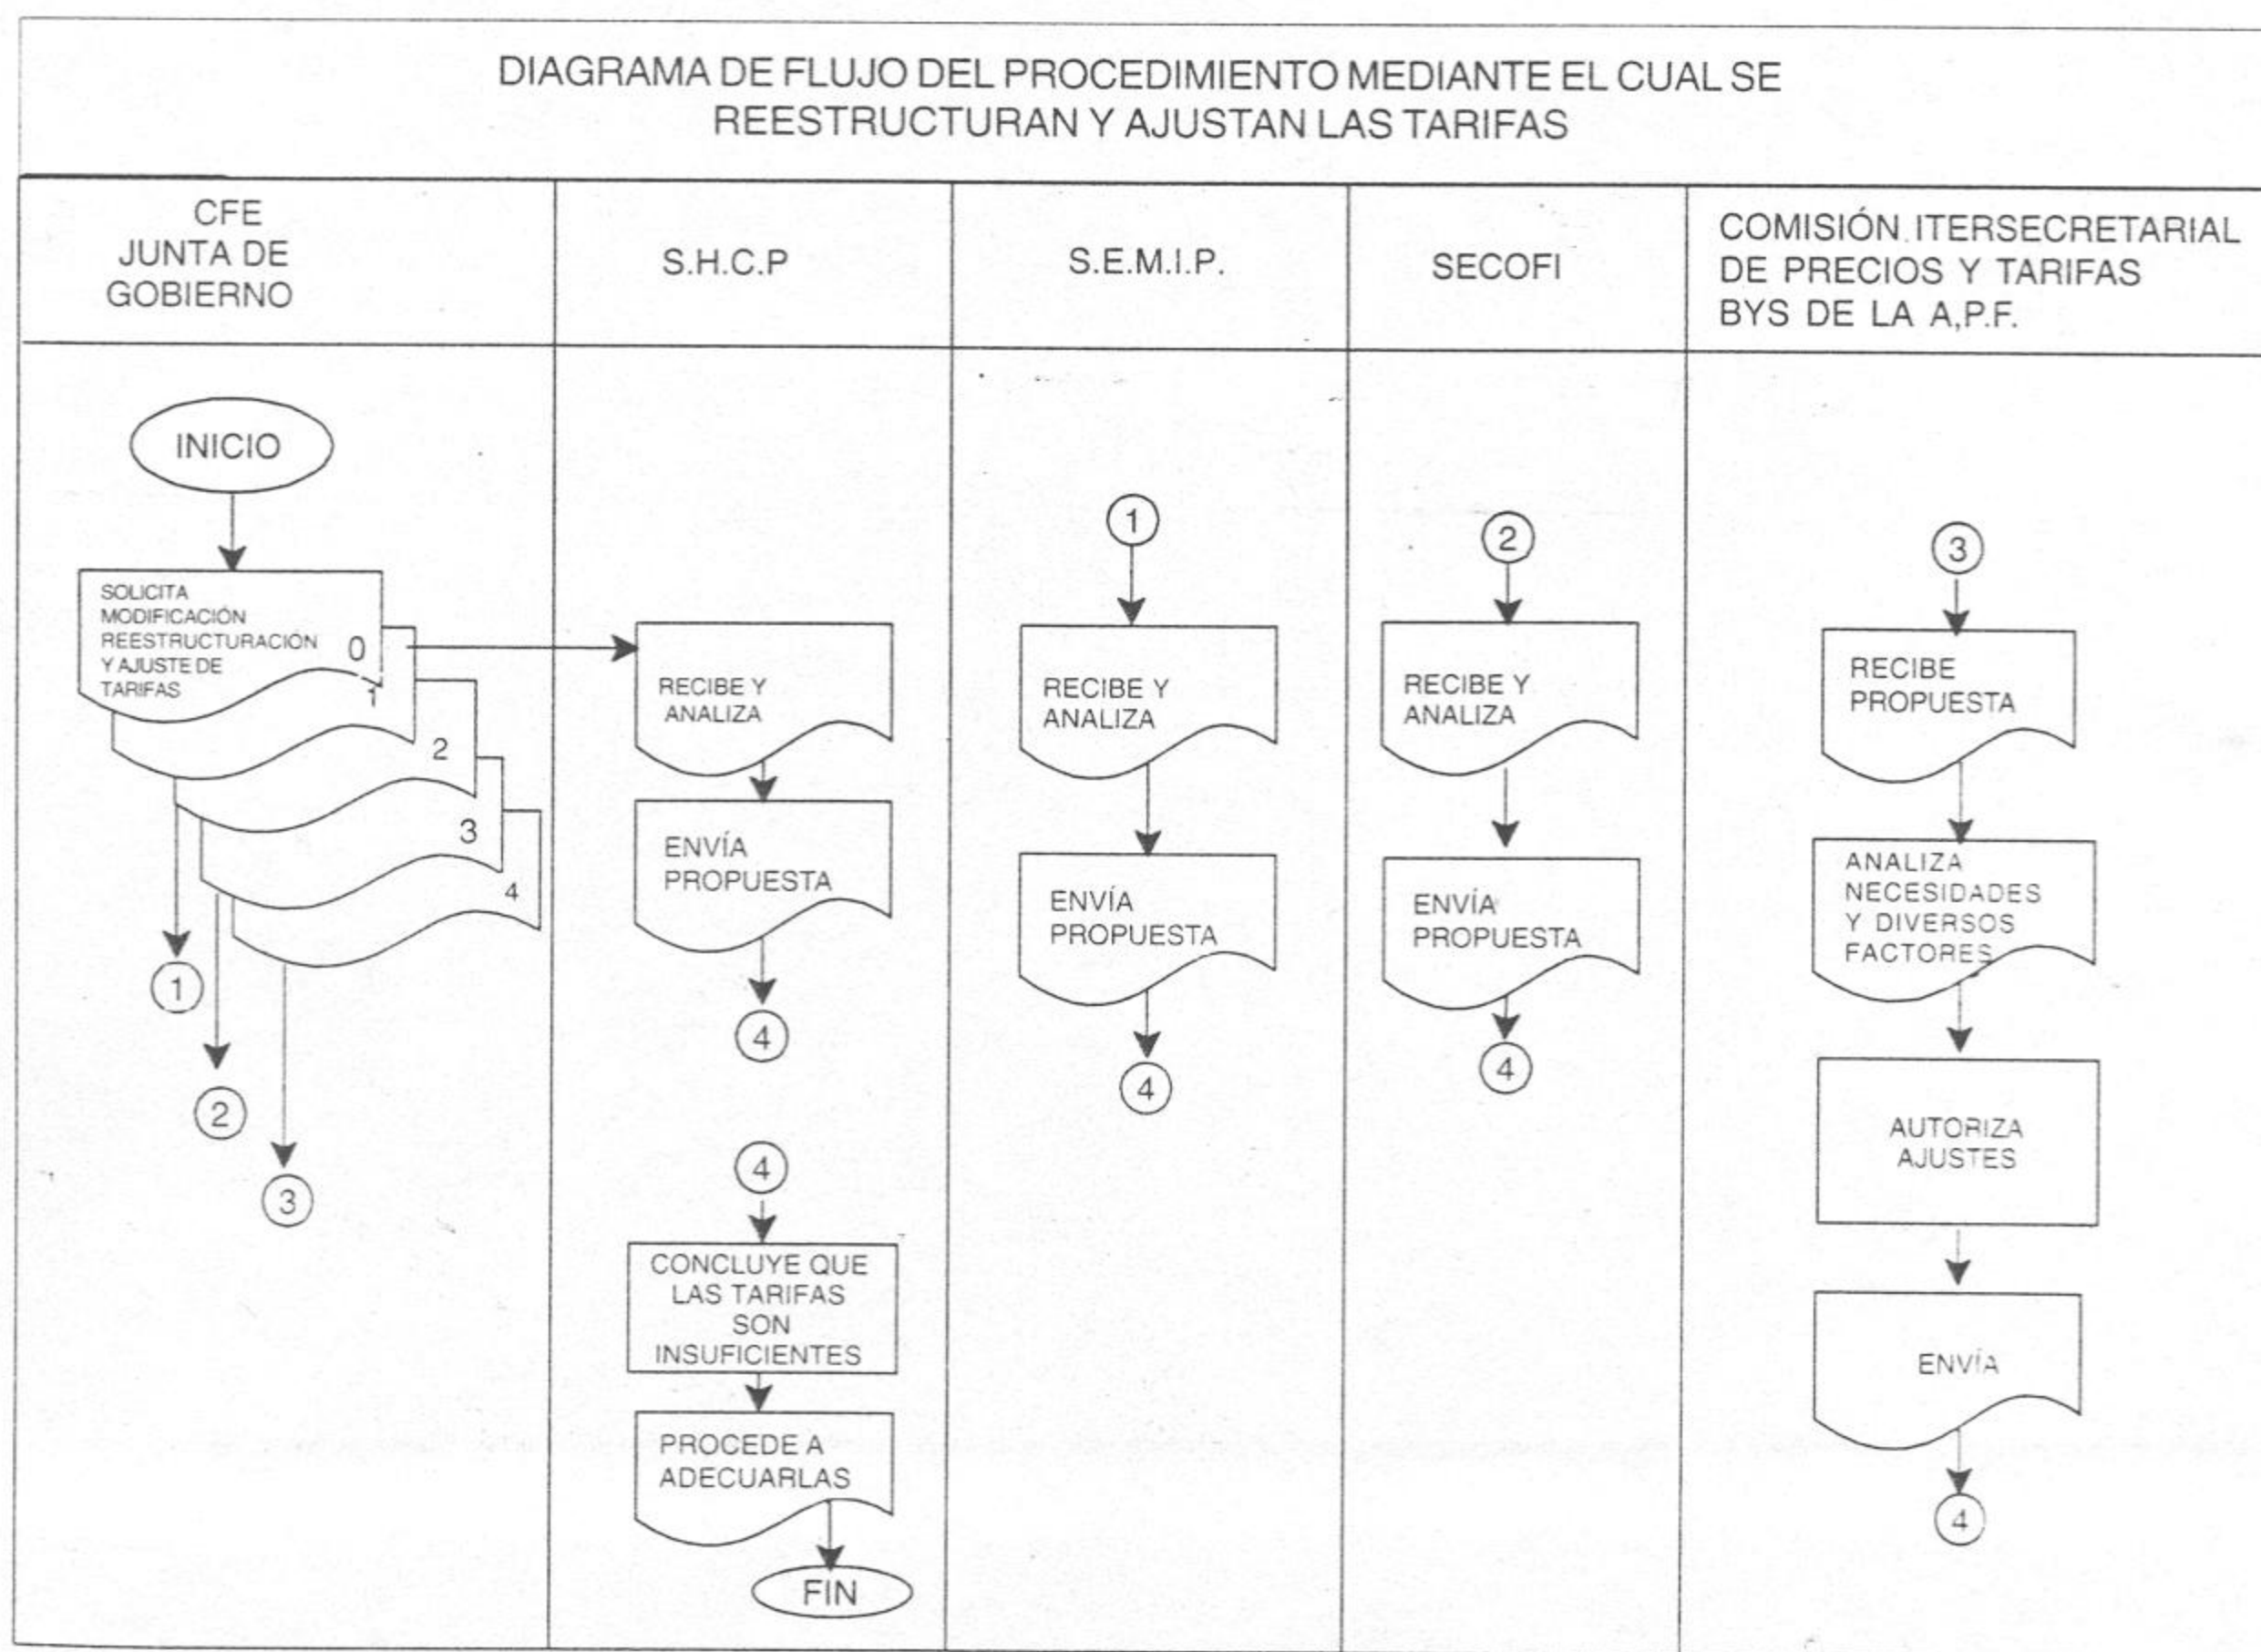 DIAGRAMA DE FLUJO DEL PROCEDIMIENTO MEDIANTE EL CUAL SE
REESTRUCTURAN Y AJUSTAN LAS TARIFAS
CFE
JUNTA DE
GOBIERNO
S.H.C.P
S.E.M.I.P.
SECOFI
COMISIÓN. ITERSECRETARIAL
DE PRECIOS Y TARIFAS
BYS DE LA A,P.F.
INICIO
SOLICITA
MODIFICACIÓN
REESTRUCTURACIÓN
Y AJUSTE DE
TARIFAS
0
1
2
3
4
1
2
3
RECIBE Y
ANALIZA
ENVÍA
PROPUESTA
4
4
CONCLUYE QUE
LAS TARIFAS
SON
INSUFICIENTES
PROCEDE A
ADECUARLAS
FIN
1
RECIBE Y
ANALIZA
ENVÍA
PROPUESTA
4
2
RECIBE Y
ANALIZA
ENVÍA
PROPUESTA
4
3
RECIBE
PROPUESTA
ANALIZA
NECESIDADES
Y DIVERSOS
FACTORES
AUTORIZA
AJUSTES
ENVÍA
4